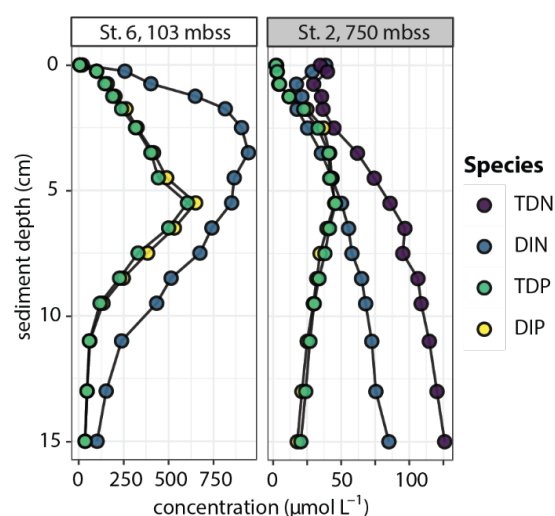 St. 6, 103 mbss
St. 2, 750 mbss
0
5
10
15
sediment depth (cm)
0
250
500
750
0
50
100
concentration (μmol L⁻¹)
Species
TDN
DIN
TDP
DIP